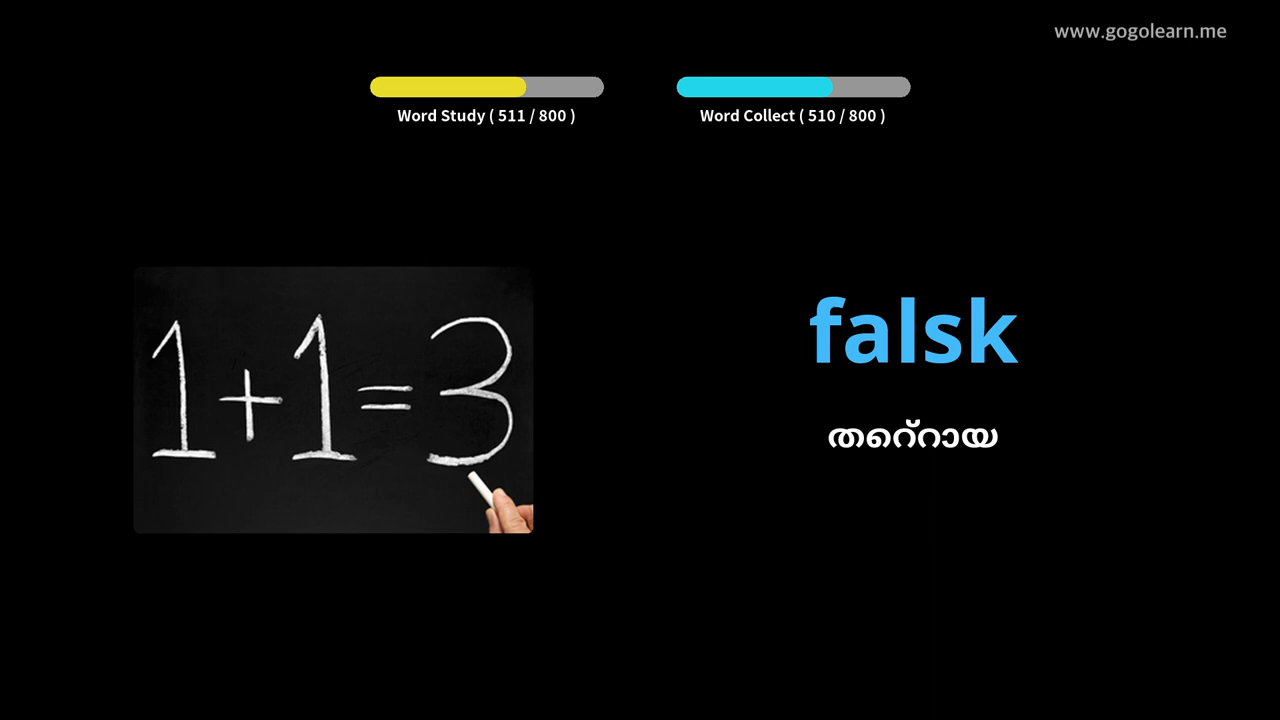 www.gogolearn.me
Word Study ( 511 / 800 )
Word Collect ( 510 / 800 )
1+1=3
falsk
തെറ്റായ